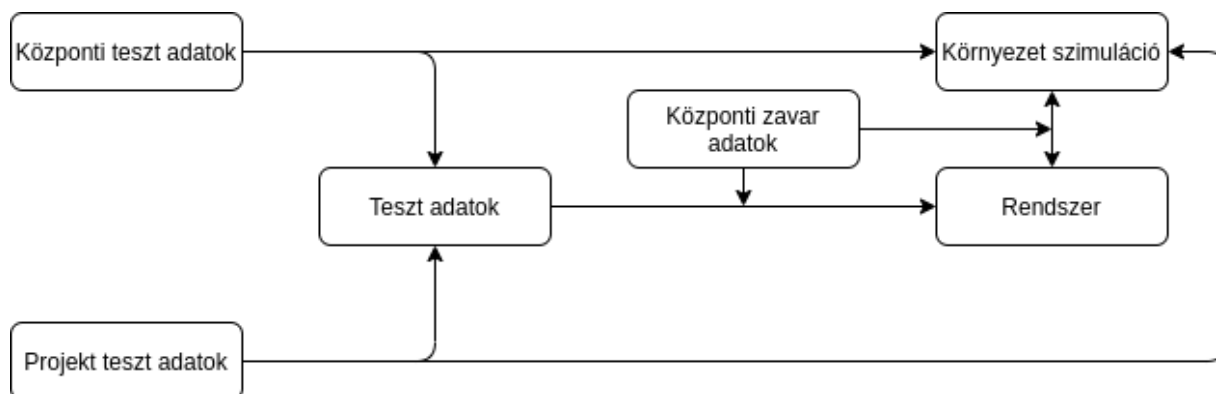 Központi teszt adatok
Környezet szimuláció
Központi zavar
adatok
Teszt adatok
Rendszer
Projekt teszt adatok